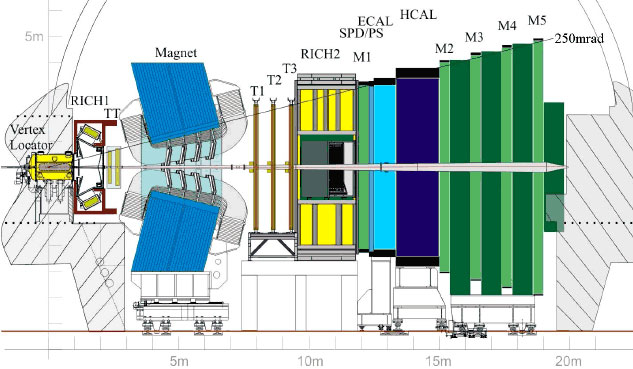 5m
Magnet
RICH1
TT
Vertex
Locator
T1
T2
T3
RICH2
M1
SPD/PS
ECAL
HCAL
M2
M3
M4
M5
250mrad
5m
10m
15m
20m